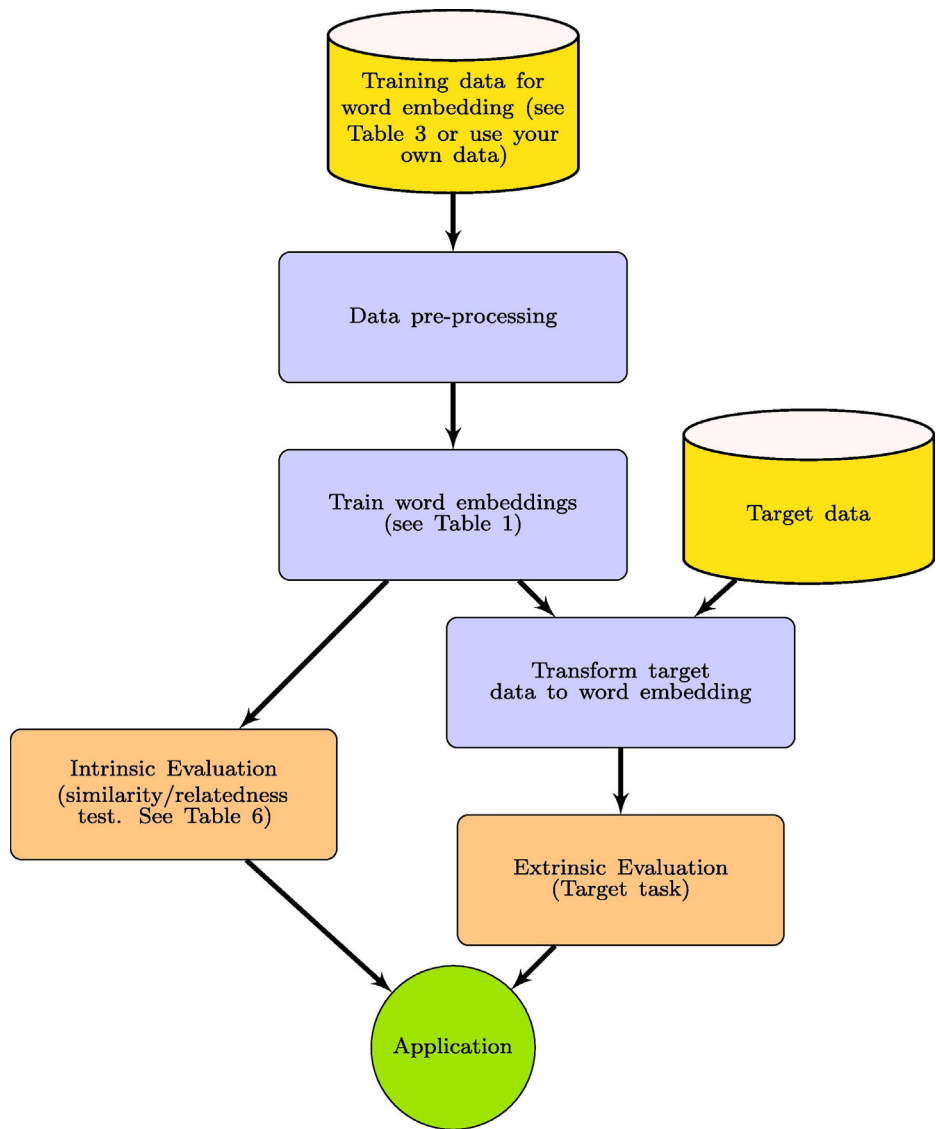 Training data for
word embedding (see
Table 3 or use your
own data)
Data pre-processing
Train word embeddings
(see Table 1)
Target data
Transform target
data to word embedding
Intrinsic Evaluation
(similarity/relatedness
test. See Table 6)
Extrinsic Evaluation
(Target task)
Application